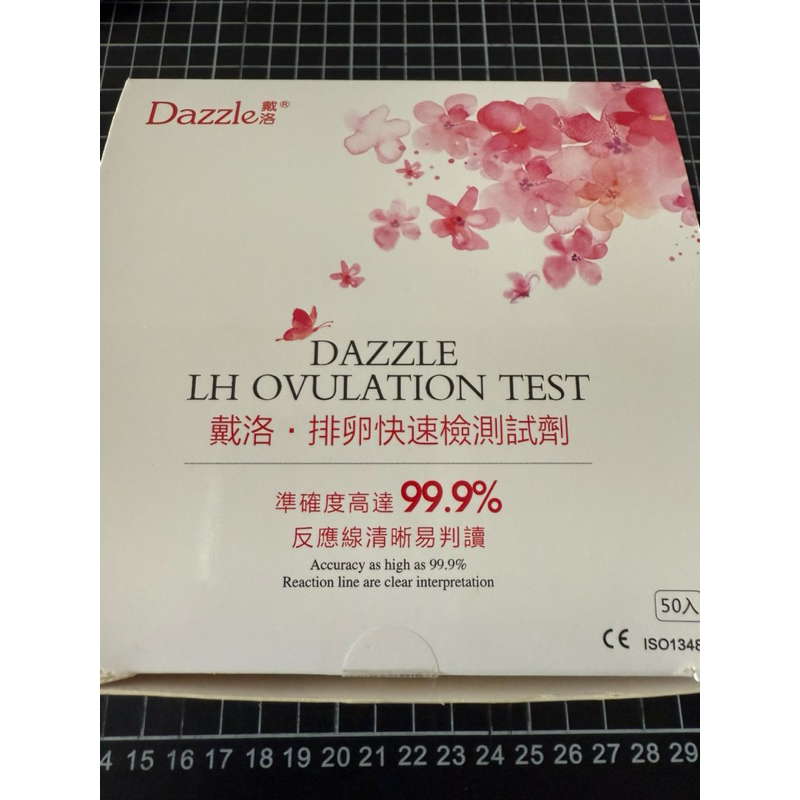 Dazzle戴洛®
DAZZLE
LH OVULATION TEST
戴洛・排卵快速檢測試劑
準確度高達 99.9%
反應線清晰易判讀
Accuracy as high as 99.9%
Reaction line are clear interpretation
50入
CE ISO1348
4 15 16 17 18 19 20 21 22 23 24 25 26 27 28 29